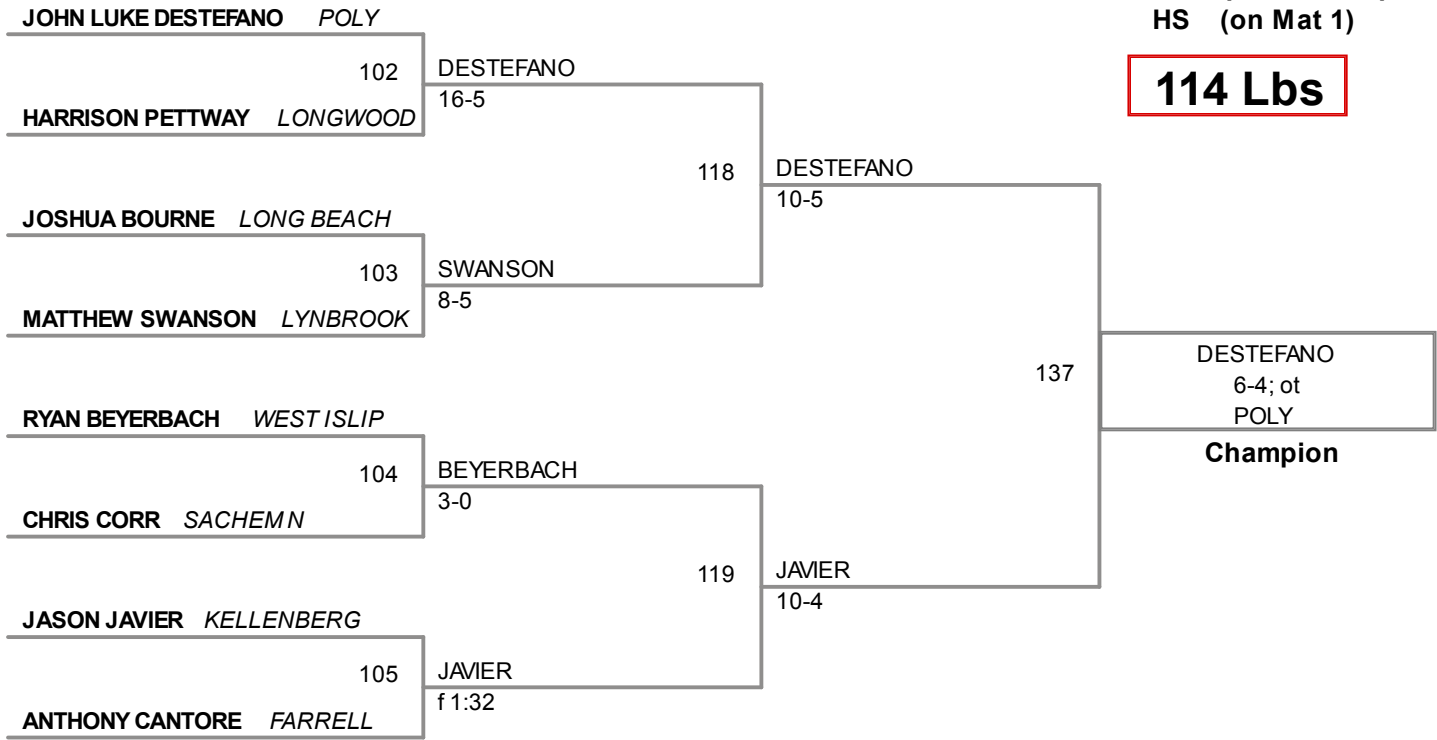 JOHN LUKE DESTEFANO POLY
HS (on Mat 1)
102
DESTEFANO
16-5
114 Lbs
HARRISON PETTWAY LONGWOOD
118
DESTEFANO
10-5
JOSHUA BOURNE LONG BEACH
103
SWANSON
8-5
MATTHEW SWANSON LYNBROOK
137
DESTEFANO
6-4; ot
POLY
Champion
RYAN BEYERBACH WEST ISLIP
104
BEYERBACH
3-0
CHRIS CORR SACHEM N
119
JAVIER
10-4
JASON JAVIER KELLENBERG
105
JAVIER
f 1:32
ANTHONY CANTORE FARRELL